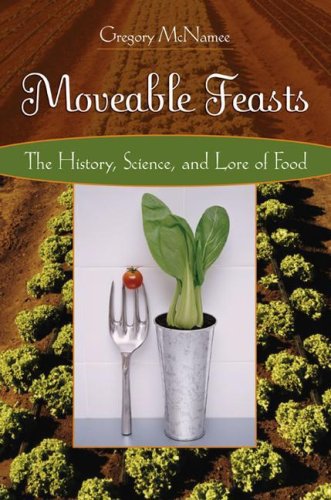 Gregory McNamee
Moveable Feasts
The History, Science, and Lore of Food